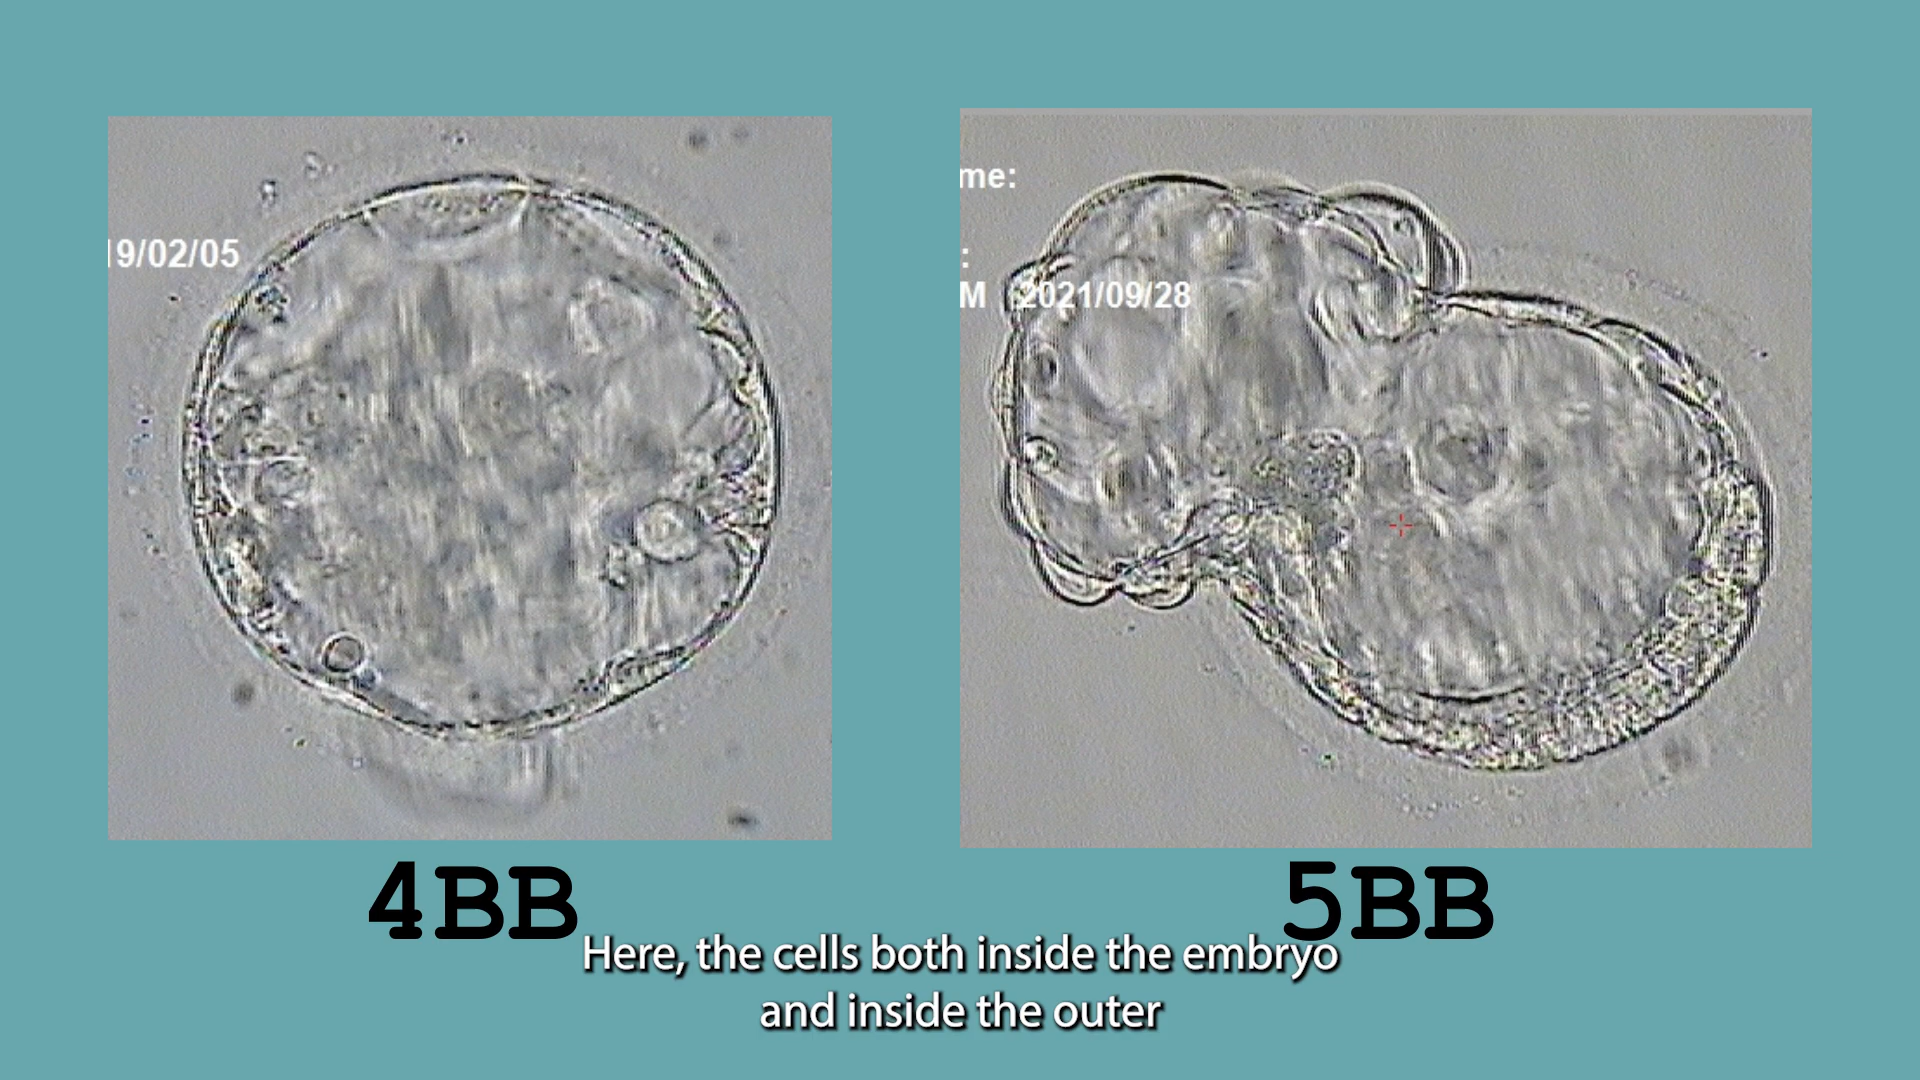 19/02/05
me:
:
M 2021/09/28
4BB
5BB
Here, the cells both inside the embryo
and inside the outer